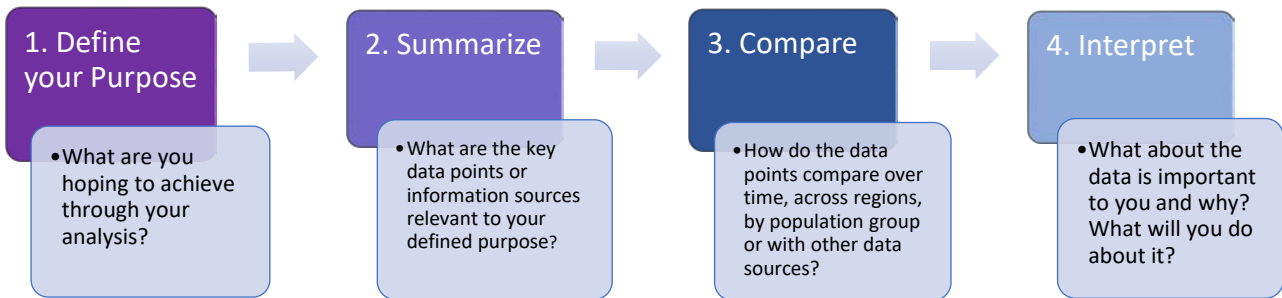 1. Define
your Purpose
•What are you
hoping to achieve
through your
analysis?
2. Summarize
•What are the key
data points or
information sources
relevant to your
defined purpose?
3. Compare
•How do the data
points compare over
time, across regions,
by population group
or with other data
sources?
4. Interpret
•What about the
data is important
to you and why?
What will you do
about it?